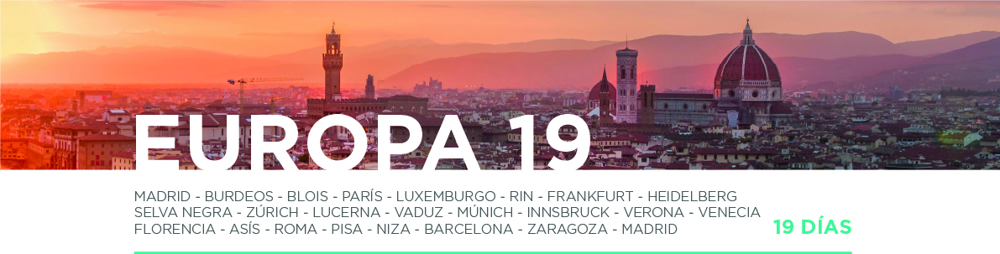 EUROPA 19
MADRID - BURDEOS - BLOIS - PARÍS - LUXEMBURGO - RIN - FRANKFURT - HEIDELBERG
SELVA NEGRA - ZÚRICH - LUCERNA - VADUZ - MÚNICH - INNSBRUCK - VERONA - VENECIA
FLORENCIA - ASÍS - ROMA - PISA - NIZA - BARCELONA - ZARAGOZA - MADRID
19 DÍAS